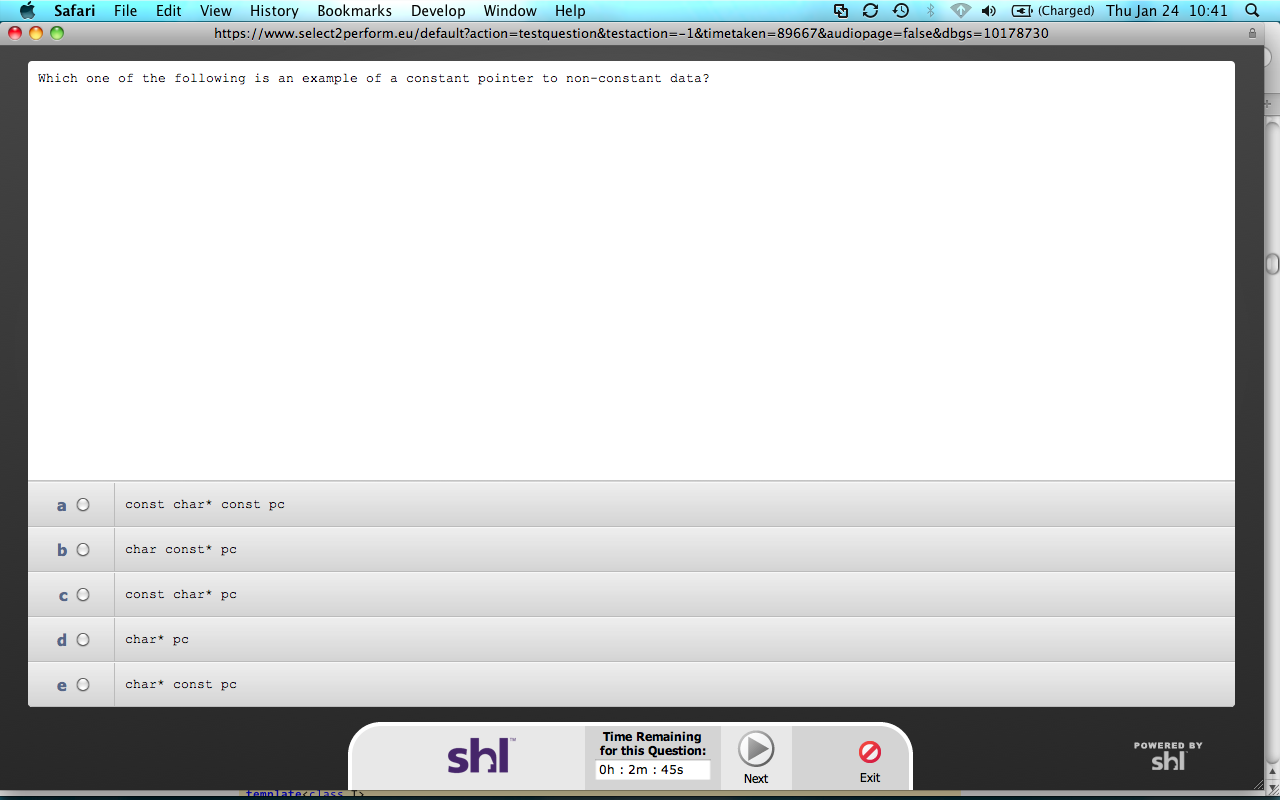 Safari File Edit View History Bookmarks Develop Window Help (Charged) Thu Jan 24 10:41
https://www.select2perform.eu/default?action=testquestion&testaction=-1&timetaken=89667&audiopage=false&dbgs=10178730
Which one of the following is an example of a constant pointer to non-constant data?
a const char* const pc
b char const* pc
c const char* pc
d char* pc
e char* const pc
shl™
Time Remaining
for this Question:
0h : 2m : 45s
Next
Exit
POWERED BY
shl
template<class T>